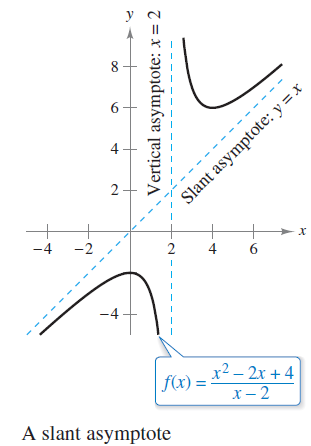 y
Vertical asymptote: x = 2
8
6
4
2
Slant asymptote: y = x
x
−4 −2 2 4 6
−4
f(x) = x² − 2x + 4 / x − 2
A slant asymptote